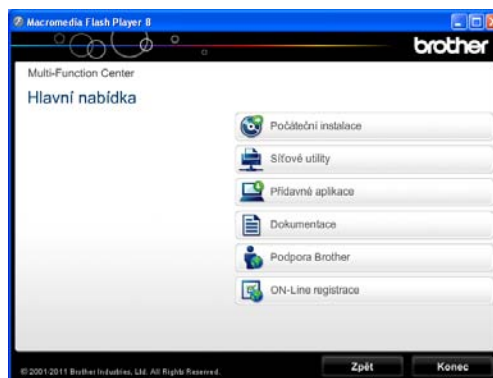 Macromedia Flash Player 8
brother
Multi-Function Center
Hlavní nabídka
Počáteční instalace
Síťové utility
Přídavné aplikace
Dokumentace
Podpora Brother
ON-Line registrace
© 2001-2011 Brother Industries, Ltd. All Rights Reserved.
Zpět
Konec